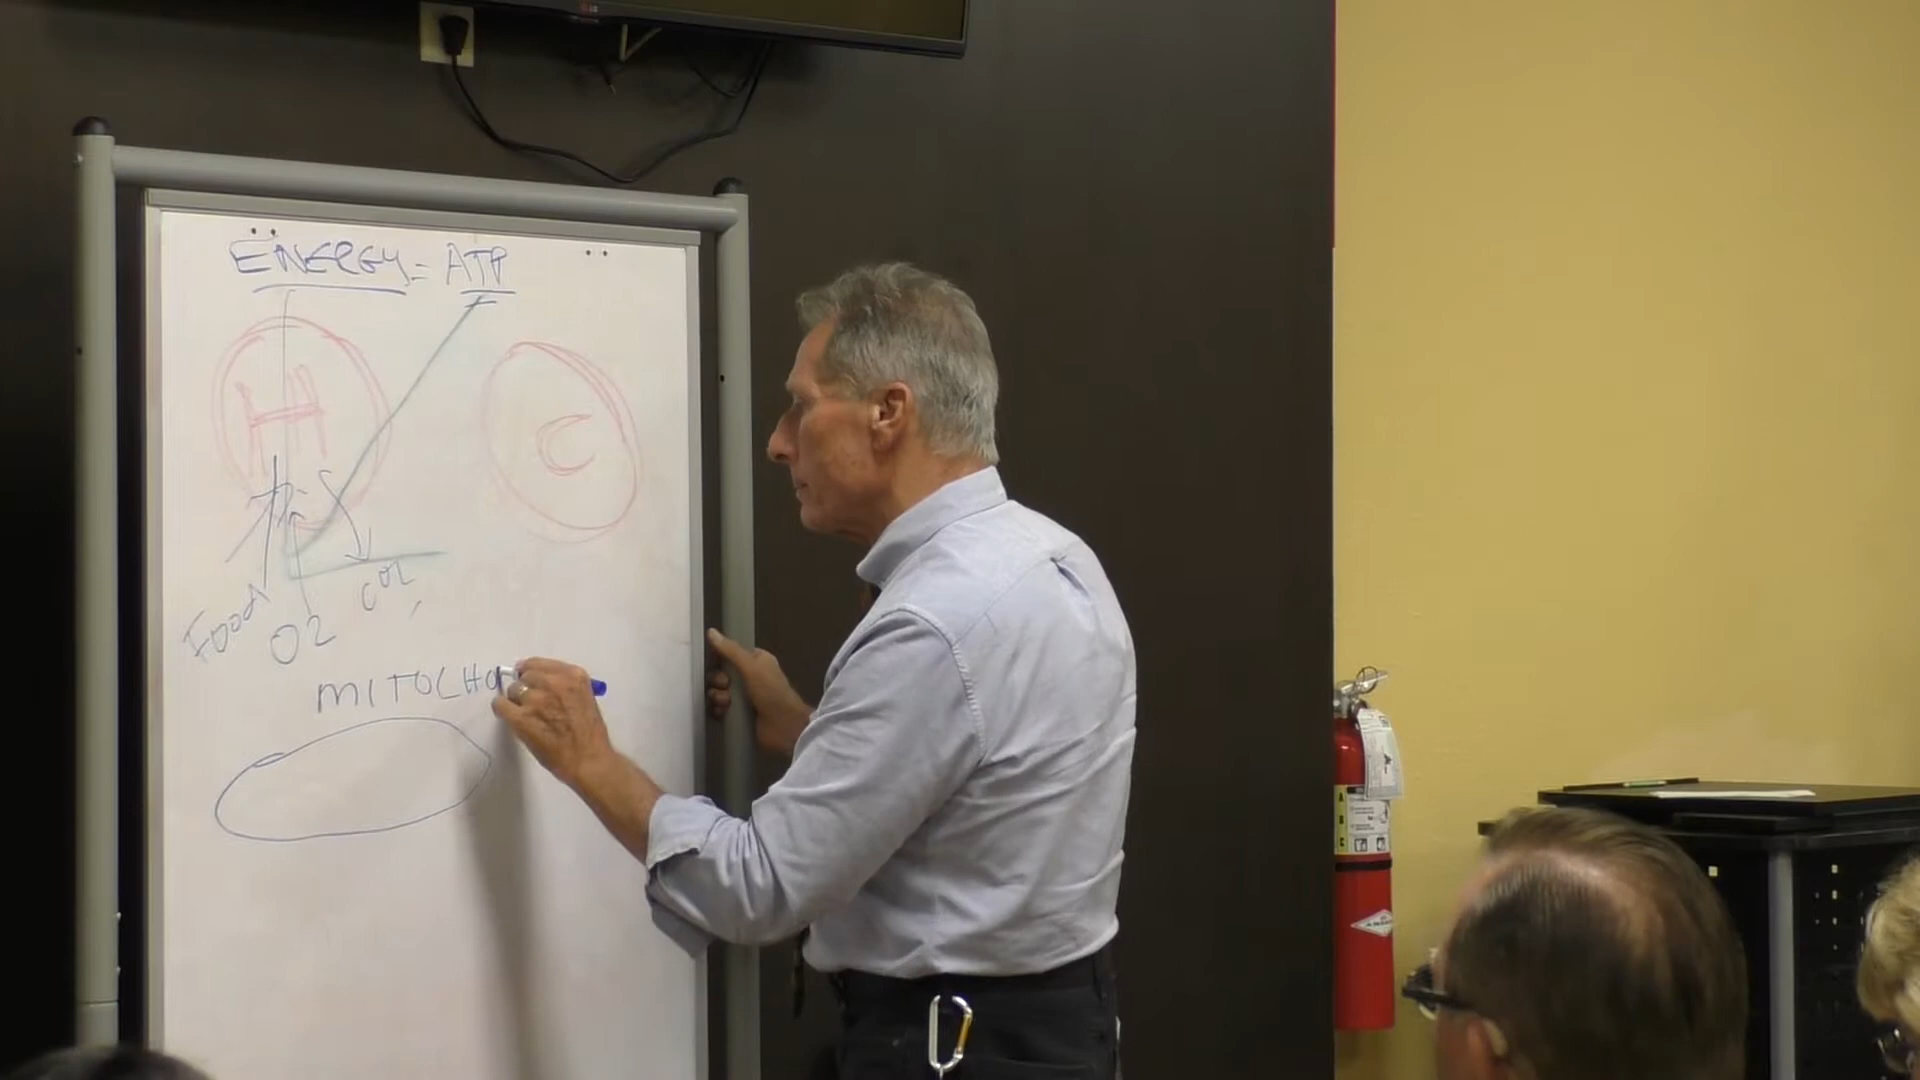 ENERGY = ATP
H
C
Food
O2
CO2
MITOCHO
A
B
C